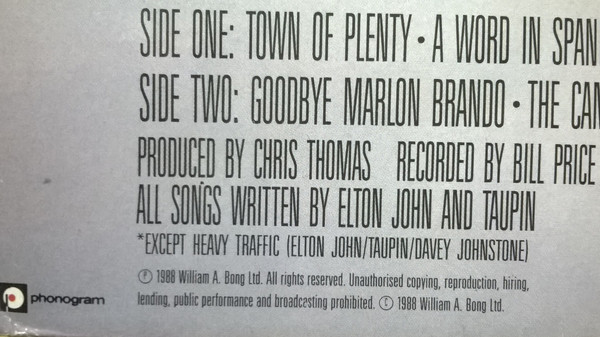 SIDE ONE: TOWN OF PLENTY • A WORD IN SPAN
SIDE TWO: GOODBYE MARLON BRANDO • THE CAN
PRODUCED BY CHRIS THOMAS RECORDED BY BILL PRICE
ALL SONGS WRITTEN BY ELTON JOHN AND TAUPIN
*EXCEPT HEAVY TRAFFIC (ELTON JOHN/TAUPIN/DAVEY JOHNSTONE)
Ⓟ 1988 William A. Bong Ltd. All rights reserved. Unauthorised copying, reproduction, hiring,
lending, public performance and broadcasting prohibited. Ⓒ 1988 William A. Bong Ltd.
phonogram